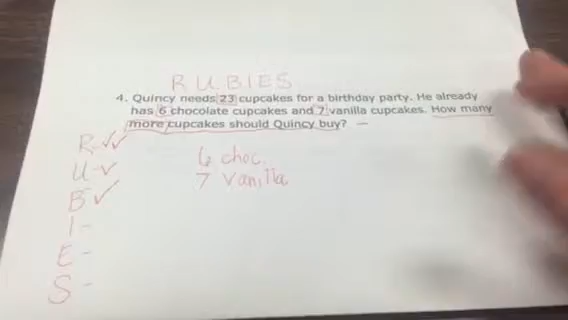 R.U.B.I.E.S
4. Quincy needs 23 cupcakes for a birthday party. He already
has 6 chocolate cupcakes and 7 vanilla cupcakes. How many
more cupcakes should Quincy buy? —
R-✓✓
U-✓
B✓
I-
E-
S-
6 choc.
7 vanilla